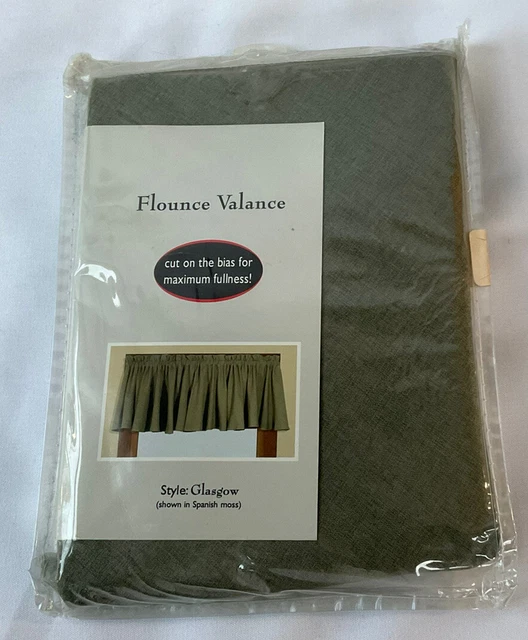 Flounce Valance
cut on the bias for
maximum fullness!
Style: Glasgow
(shown in Spanish moss)